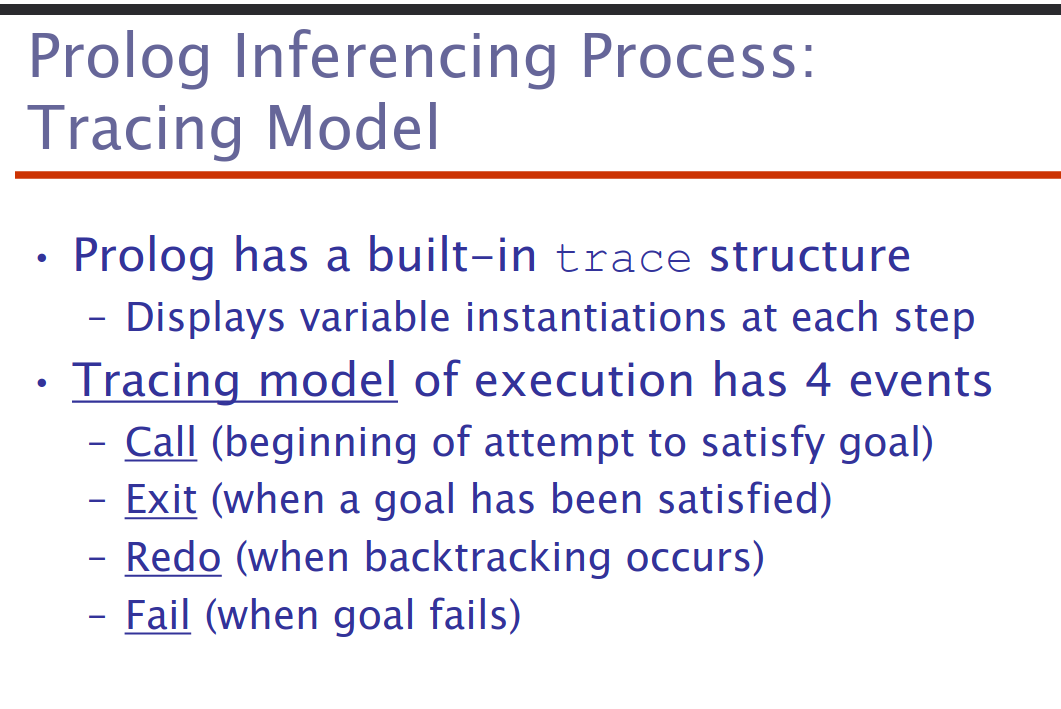 Prolog Inferencing Process:
Tracing Model
• Prolog has a built-in trace structure
– Displays variable instantiations at each step
• Tracing model of execution has 4 events
– Call (beginning of attempt to satisfy goal)
– Exit (when a goal has been satisfied)
– Redo (when backtracking occurs)
– Fail (when goal fails)